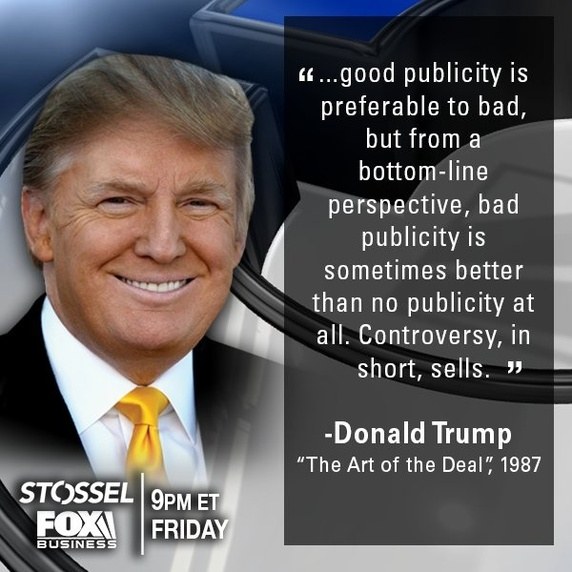 “...good publicity is
preferable to bad,
but from a
bottom-line
perspective, bad
publicity is
sometimes better
than no publicity at
all. Controversy, in
short, sells. ”
-Donald Trump
“The Art of the Deal”, 1987
STOSSEL
FOX
BUSINESS
9PM ET
FRIDAY